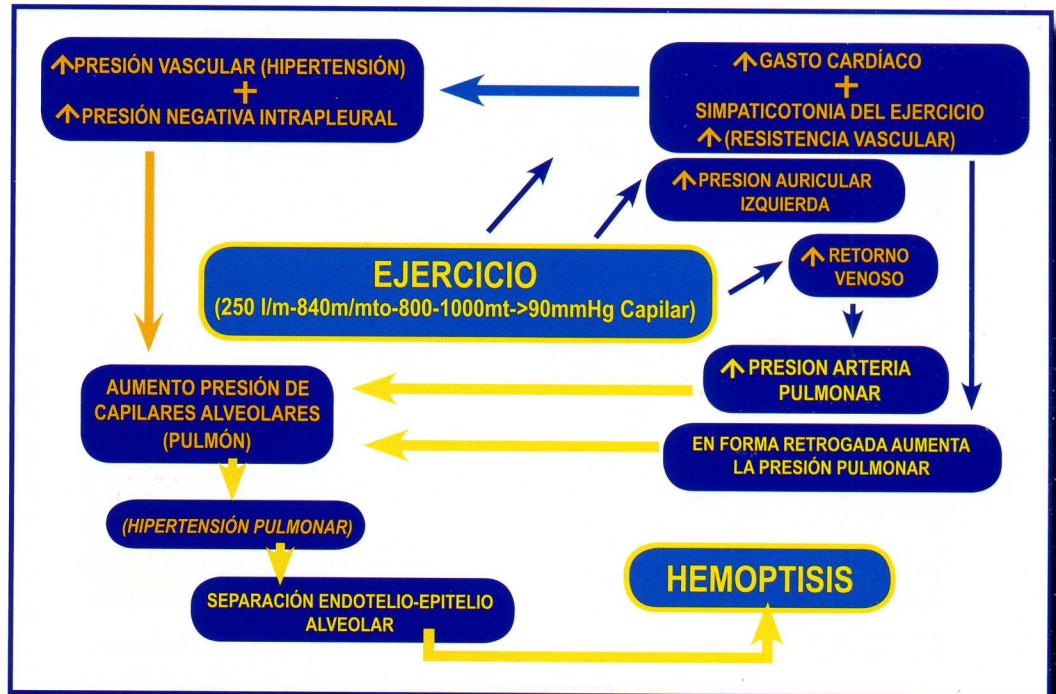 ↑PRESIÓN VASCULAR (HIPERTENSIÓN)
+
↑PRESIÓN NEGATIVA INTRAPLEURAL
↑GASTO CARDÍACO
+
SIMPATICOTONIA DEL EJERCICIO
↑(RESISTENCIA VASCULAR)
↑PRESION AURICULAR
IZQUIERDA
EJERCICIO
(250 l/m-840m/mto-800-1000mt->90mmHg Capilar)
↑ RETORNO
VENOSO
↑PRESION ARTERIA
PULMONAR
AUMENTO PRESIÓN DE
CAPILARES ALVEOLARES
(PULMÓN)
EN FORMA RETROGADA AUMENTA
LA PRESIÓN PULMONAR
(HIPERTENSIÓN PULMONAR)
SEPARACIÓN ENDOTELIO-EPITELIO
ALVEOLAR
HEMOPTISIS